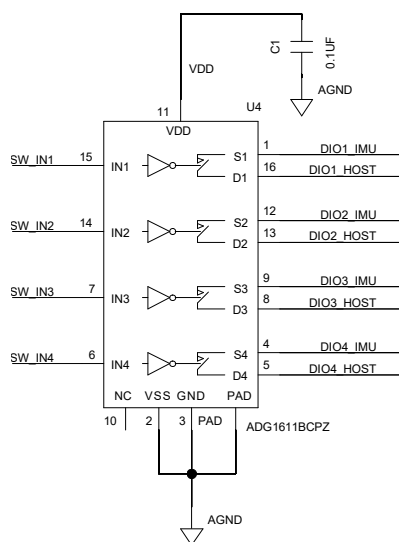 VDD
C1
0.1UF
AGND
11
U4
VDD
SW_IN1 15 IN1 S1 1 DIO1_IMU
D1 16 DIO1_HOST
SW_IN2 14 IN2 S2 12 DIO2_IMU
D2 13 DIO2_HOST
SW_IN3 7 IN3 S3 9 DIO3_IMU
D3 8 DIO3_HOST
SW_IN4 6 IN4 S4 4 DIO4_IMU
D4 5 DIO4_HOST
NC VSS GND PAD
10 2 3 PAD ADG1611BCPZ
AGND